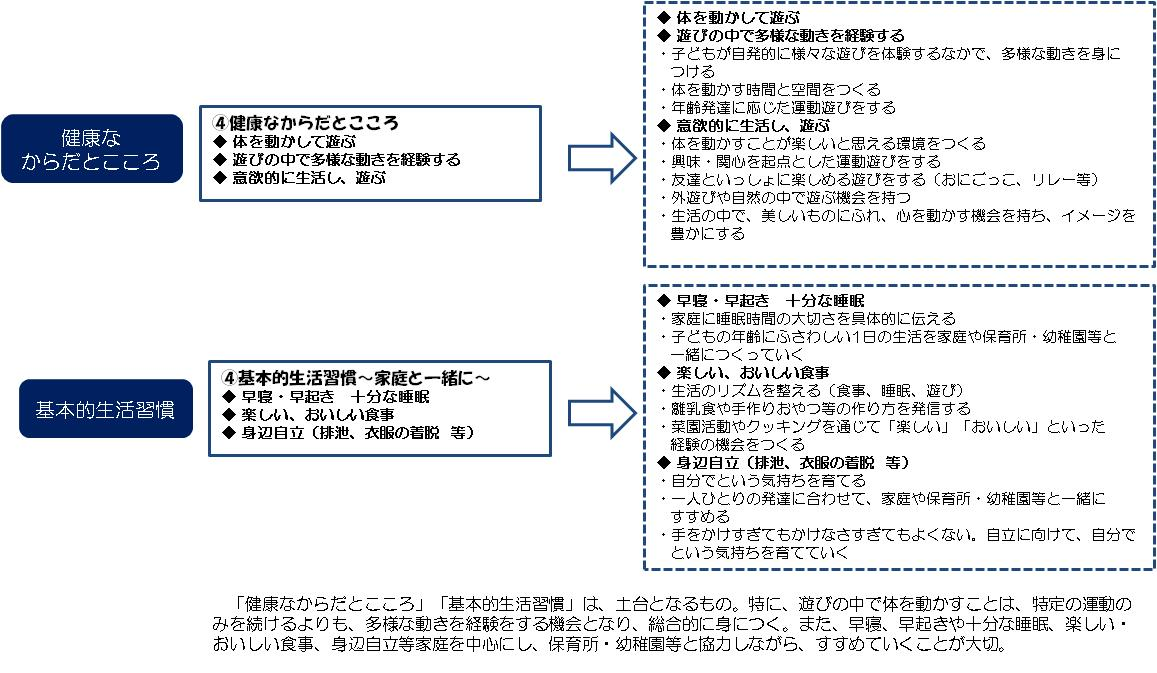 健康な
からだとこころ
④健康なからだとこころ
◆ 体を動かして遊ぶ
◆ 遊びの中で多様な動きを経験する
◆ 意欲的に生活し、遊ぶ
◆ 体を動かして遊ぶ
◆ 遊びの中で多様な動きを経験する
・子どもが自発的に様々な遊びを体験するなかで、多様な動きを身に
つける
・体を動かす時間と空間をつくる
・年齢発達に応じた運動遊びをする
◆ 意欲的に生活し、遊ぶ
・体を動かすことが楽しいと思える環境をつくる
・興味・関心を起点とした運動遊びをする
・友達といっしょに楽しめる遊びをする（おにごっこ、リレー等）
・外遊びや自然の中で遊ぶ機会を持つ
・生活の中で、美しいものにふれ、心を動かす機会を持ち、イメージを
豊かにする
基本的生活習慣
④基本的生活習慣～家庭と一緒に～
◆ 早寝・早起き　十分な睡眠
◆ 楽しい、おいしい食事
◆ 身辺自立（排泄、衣服の着脱 等）
◆ 早寝・早起き　十分な睡眠
・家庭に睡眠時間の大切さを具体的に伝える
・子どもの年齢にふさわしい1日の生活を家庭や保育所・幼稚園等と
一緒につくっていく
◆ 楽しい、おいしい食事
・生活のリズムを整える（食事、睡眠、遊び）
・離乳食や手作りおやつ等の作り方を発信する
・菜園活動やクッキングを通じて「楽しい」「おいしい」といった
経験の機会をつくる
◆ 身辺自立（排泄、衣服の着脱 等）
・自分でという気持ちを育てる
・一人ひとりの発達に合わせて、家庭や保育所・幼稚園等と一緒に
すすめる
・手をかけすぎてもかけなさすぎてもよくない。自立に向けて、自分で
という気持ちを育てていく
「健康なからだとこころ」「基本的生活習慣」は、土台となるもの。特に、遊びの中で体を動かすことは、特定の運動の
みを続けるよりも、多様な動きを経験をする機会となり、総合的に身につく。また、早寝、早起きや十分な睡眠、楽しい・
おいしい食事、身辺自立等家庭を中心にし、保育所・幼稚園等と協力しながら、すすめていくことが大切。